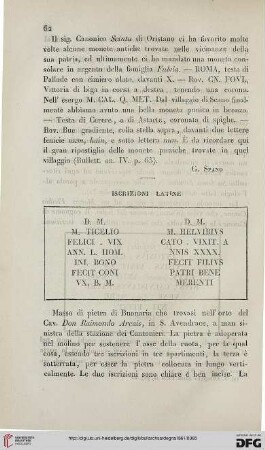 62
Il sig. Canonico Scintu di Oristano ci ha favorito molte
volte alcune monete antiche trovate nelle vicinanze della
sua patria, ed ultimamente ci ha mandato una moneta con-
solare in argento della famiglia Fabia. — ROMA, testa di
Pallade con cimiero alato, davanti X. — Rov. CN. FOVL,
Vittoria di biga in corsa a destra, tenendo una corona.
Nell' esergo M. CAL. Q. MET. Dal villaggio di Seneo final-
mente abbiamo avuto una bella moneta punica in bronzo.
— Testa di Cerere, o di Astarte, coronata di spighe. —
Rov. Bue gradiente, colla stella sopra, davanti due lettere
fenicie, e sotto lettera nun. È da ricordare qui
il gran ripostiglio delle monete puniche trovate in quel
villaggio (Bullett. an. IV. p. 63).
G. SPANO
ISCRIZIONI LATINE
D. M.
M. TICELIO
FELICI . VIX.
ANN. L. HOM.
INI. BONO
FECIT CONI
VX. B. M.
D. M.
M. HELVIRIVS
CATO . VIXIT. A
NNIS XXXX.
FECIT FILIVS
PATRI BENE
MERENTI
Masso di pietra di Buonaria che trovasi nell'orto del
Cav. Don Raimondo Arcais, in S. Avendrace, a man si-
nistra della stazione dei Cantonieri. La pietra è adoperata
nel molino per sostenere l'asse della ruota, per la qual
cosa, essendo tre iscrizioni in tre spartimenti, la terza è
sotterrata, per esser la pietra collocata in lungo verti-
calmente. Le due iscrizioni sono chiare e ben incise. La